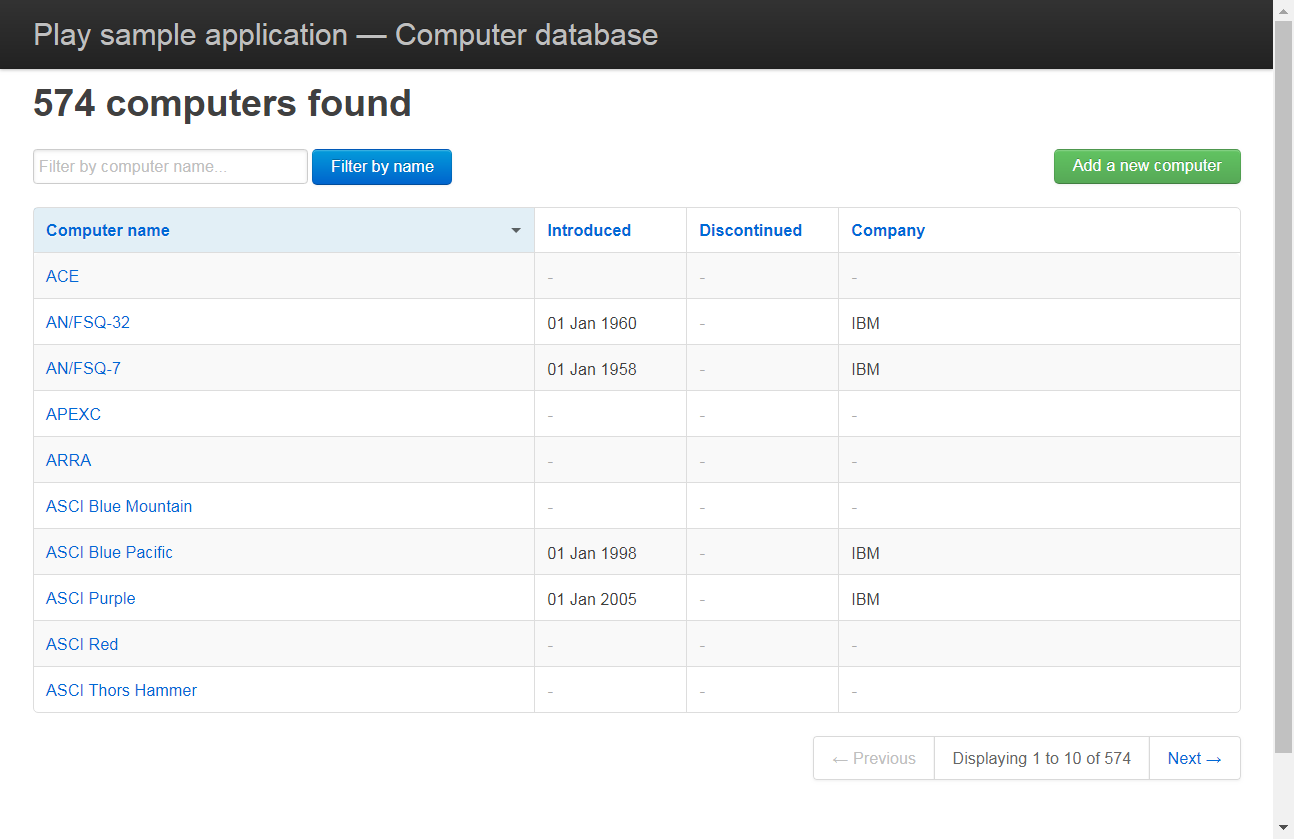 Play sample application — Computer database
574 computers found
Filter by computer name... Filter by name Add a new computer
Computer name Introduced Discontinued Company
ACE - - -
AN/FSQ-32 01 Jan 1960 - IBM
AN/FSQ-7 01 Jan 1958 - IBM
APEXC - - -
ARRA - - -
ASCI Blue Mountain - - -
ASCI Blue Pacific 01 Jan 1998 - IBM
ASCI Purple 01 Jan 2005 - IBM
ASCI Red - - -
ASCI Thors Hammer - - -
← Previous Displaying 1 to 10 of 574 Next →